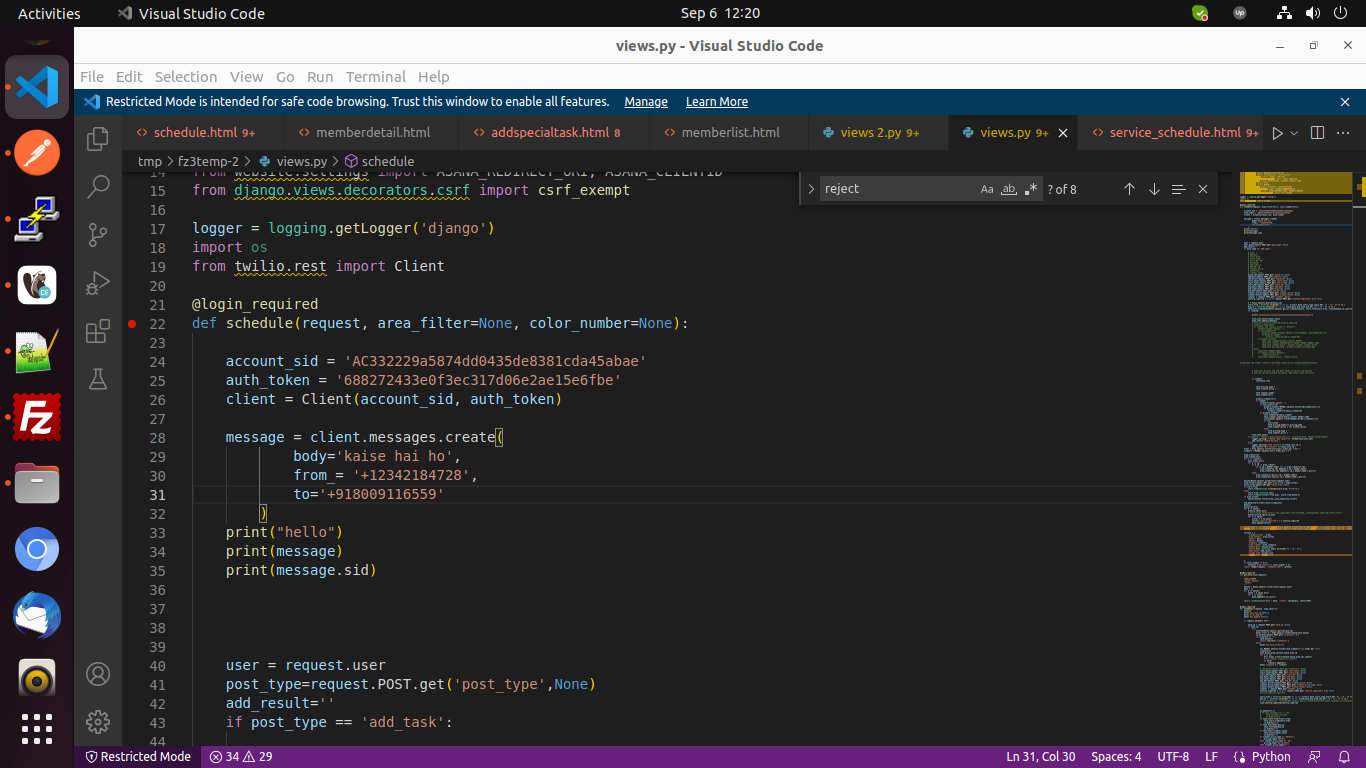 Activities
Visual Studio Code
Sep 6 12:20
Up
views.py - Visual Studio Code
File Edit Selection View Go Run Terminal Help
Restricted Mode is intended for safe code browsing. Trust this window to enable all features. Manage Learn More
schedule.html 9+
memberdetail.html
addspecialtask.html 8
memberlist.html
views 2.py 9+
views.py 9+
service_schedule.html 9+
tmp > fz3temp-2 > views.py > schedule
reject
Aa ab .*
? of 8
14 from website.settings import ASANA_REDIRECT_URI, ASANA_CLIENTID
15 from django.views.decorators.csrf import csrf_exempt
16
17 logger = logging.getLogger('django')
18 import os
19 from twilio.rest import Client
20
21 @login_required
22 def schedule(request, area_filter=None, color_number=None):
23
24 account_sid = 'AC332229a5874dd0435de8381cda45abae'
25 auth_token = '688272433e0f3ec317d06e2ae15e6fbe'
26 client = Client(account_sid, auth_token)
27
28 message = client.messages.create(
29 body='kaise hai ho',
30 from_= '+12342184728',
31 to='+918009116559'
32 )
33 print("hello")
34 print(message)
35 print(message.sid)
36
37
38
39
40 user = request.user
41 post_type=request.POST.get('post_type',None)
42 add_result=''
43 if post_type == 'add_task':
44
Restricted Mode
34 29
Ln 31, Col 30 Spaces: 4 UTF-8 LF Python